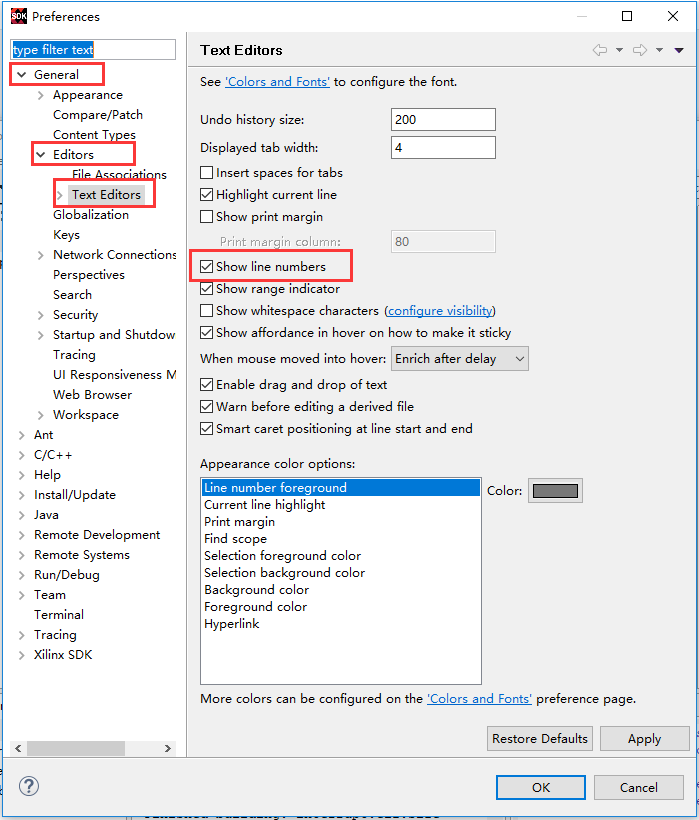 SDK Preferences
type filter text
General
Appearance
Compare/Patch
Content Types
Editors
File Associations
Text Editors
Globalization
Keys
Network Connections
Perspectives
Search
Security
Startup and Shutdow
Tracing
UI Responsiveness M
Web Browser
Workspace
Ant
C/C++
Help
Install/Update
Java
Remote Development
Remote Systems
Run/Debug
Team
Terminal
Tracing
Xilinx SDK
Text Editors
See 'Colors and Fonts' to configure the font.
Undo history size: 200
Displayed tab width: 4
Insert spaces for tabs
Highlight current line
Show print margin
Print margin column: 80
Show line numbers
Show range indicator
Show whitespace characters (configure visibility)
Show affordance in hover on how to make it sticky
When mouse moved into hover: Enrich after delay
Enable drag and drop of text
Warn before editing a derived file
Smart caret positioning at line start and end
Appearance color options:
Line number foreground
Current line highlight
Print margin
Find scope
Selection foreground color
Selection background color
Background color
Foreground color
Hyperlink
Color:
More colors can be configured on the 'Colors and Fonts' preference page.
Restore Defaults Apply
? OK Cancel